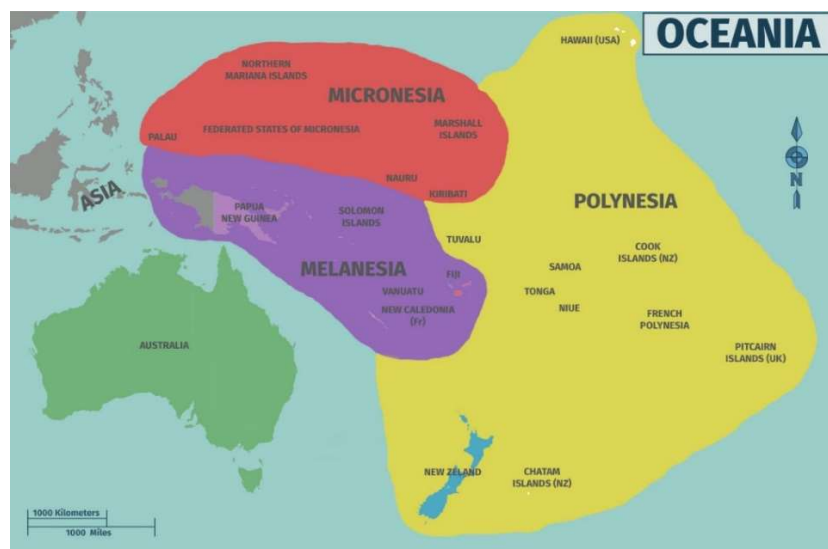 OCEANIA
HAWAII (USA)
NORTHERN
MARIANA ISLANDS
MICRONESIA
FEDERATED STATES OF MICRONESIA
MARSHALL
ISLANDS
PALAU
NAURU
KIRIBATI
ASIA
PAPUA
NEW GUINEA
SOLOMON
ISLANDS
MELANESIA
FIJI
VANUATU
NEW CALEDONIA
(Fr)
N
POLYNESIA
TUVALU
COOK
ISLANDS (NZ)
SAMOA
TONGA
NIUE
FRENCH
POLYNESIA
PITCAIRN
ISLANDS (UK)
AUSTRALIA
NEW ZELAND
CHATAM
ISLANDS (NZ)
1000 Kilometers
1000 Miles